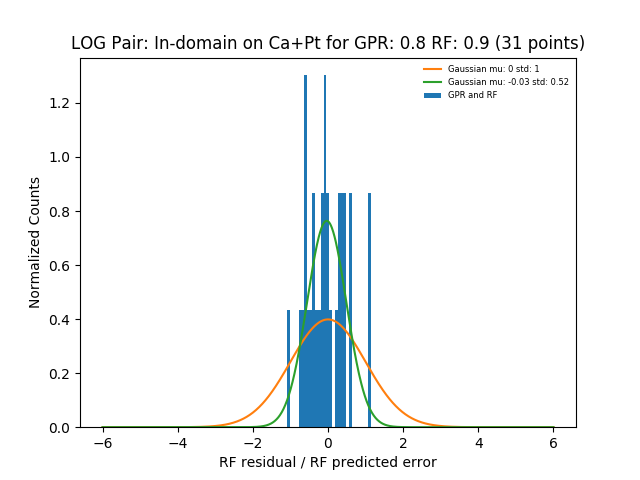 LOG Pair: In-domain on Ca+Pt for GPR: 0.8 RF: 0.9 (31 points)
Gaussian mu: 0 std: 1
Gaussian mu: -0.03 std: 0.52
GPR and RF
Normalized Counts
1.2
1.0
0.8
0.6
0.4
0.2
0.0
−6 −4 −2 0 2 4 6
RF residual / RF predicted error